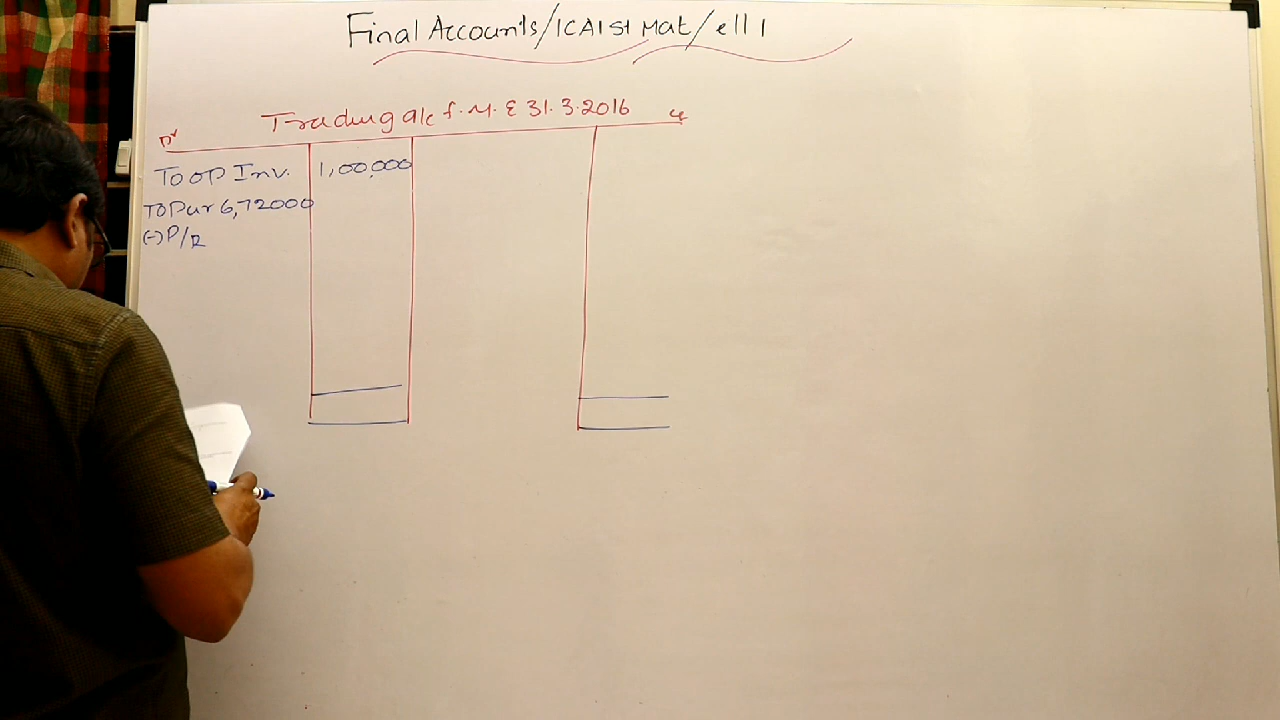 Final Accounts/ICAI St Mat/ell 1
Trading a/c f. Y. E 31.3.2016
Dr
Cr
To OP Inv. 1,00,000
To Pur 6,72000
(-) P/R